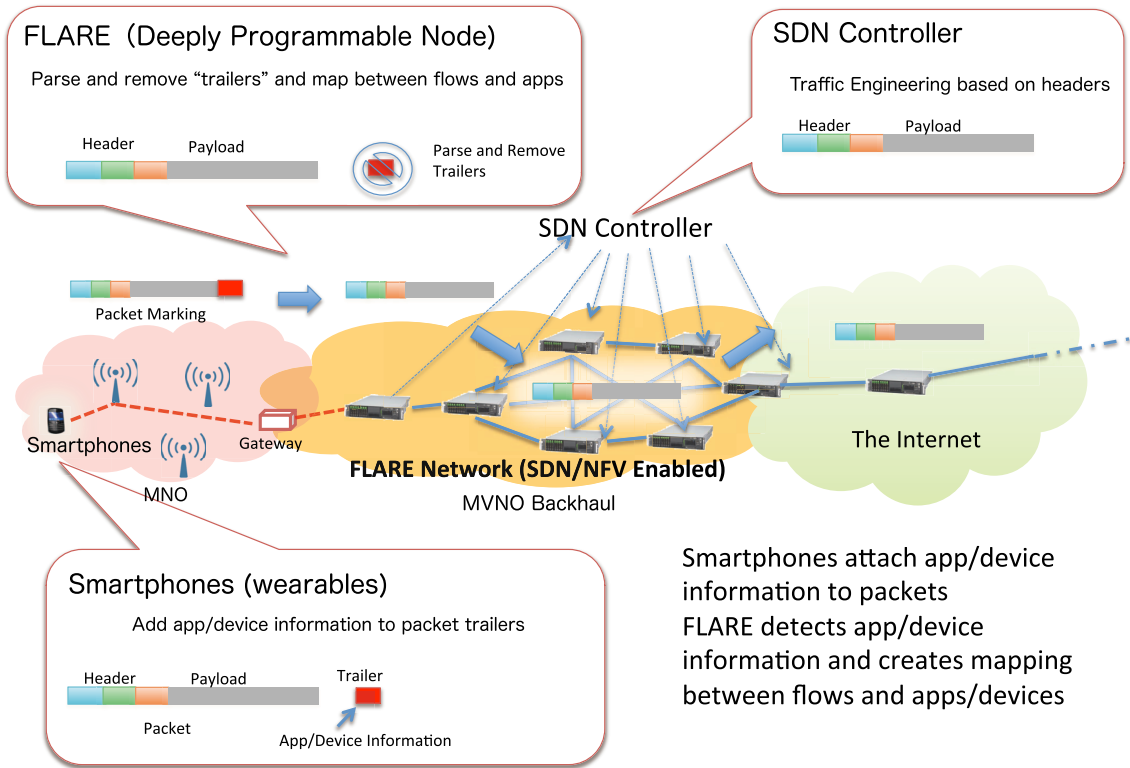 FLARE (Deeply Programmable Node)
Parse and remove “trailers” and map between flows and apps
Header
Payload
Parse and Remove
Trailers
SDN Controller
Traffic Engineering based on headers
Header
Payload
SDN Controller
Packet Marking
Smartphones
Gateway
MNO
FLARE Network (SDN/NFV Enabled)
MVNO Backhaul
The Internet
Smartphones (wearables)
Add app/device information to packet trailers
Header
Payload
Trailer
Packet
App/Device Information
Smartphones attach app/device
information to packets
FLARE detects app/device
information and creates mapping
between flows and apps/devices